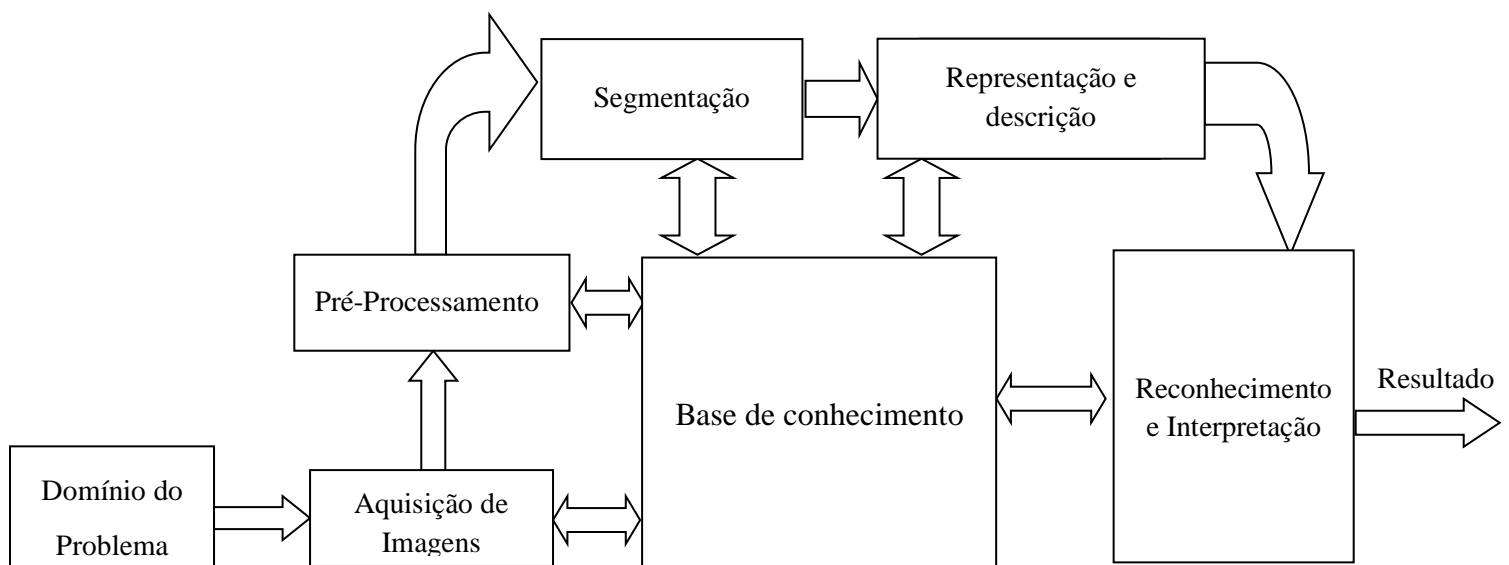 Segmentação
Representação e
descrição
Pré-Processamento
Base de conhecimento
Reconhecimento
e Interpretação
Resultado
Domínio do
Problema
Aquisição de
Imagens